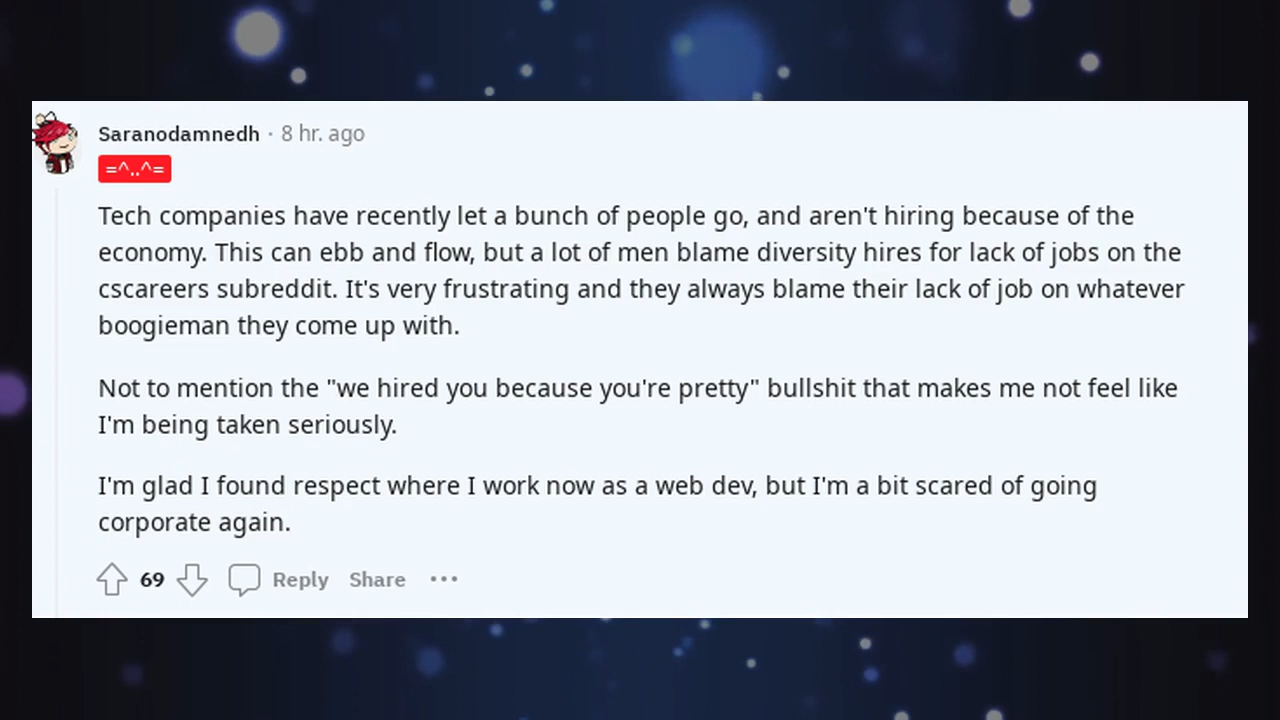 Saranodamnedh · 8 hr. ago
=^..^=
Tech companies have recently let a bunch of people go, and aren't hiring because of the
economy. This can ebb and flow, but a lot of men blame diversity hires for lack of jobs on the
cscareers subreddit. It's very frustrating and they always blame their lack of job on whatever
boogieman they come up with.
Not to mention the "we hired you because you're pretty" bullshit that makes me not feel like
I'm being taken seriously.
I'm glad I found respect where I work now as a web dev, but I'm a bit scared of going
corporate again.
69 Reply Share •••